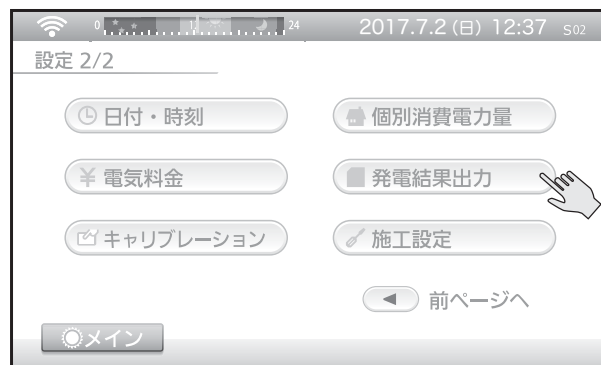 0 12 24 2017.7.2 (日) 12:37 S02
設定 2/2
日付・時刻 個別消費電力量
¥ 電気料金 発電結果出力
キャリブレーション 施工設定
◀ 前ページへ
メイン